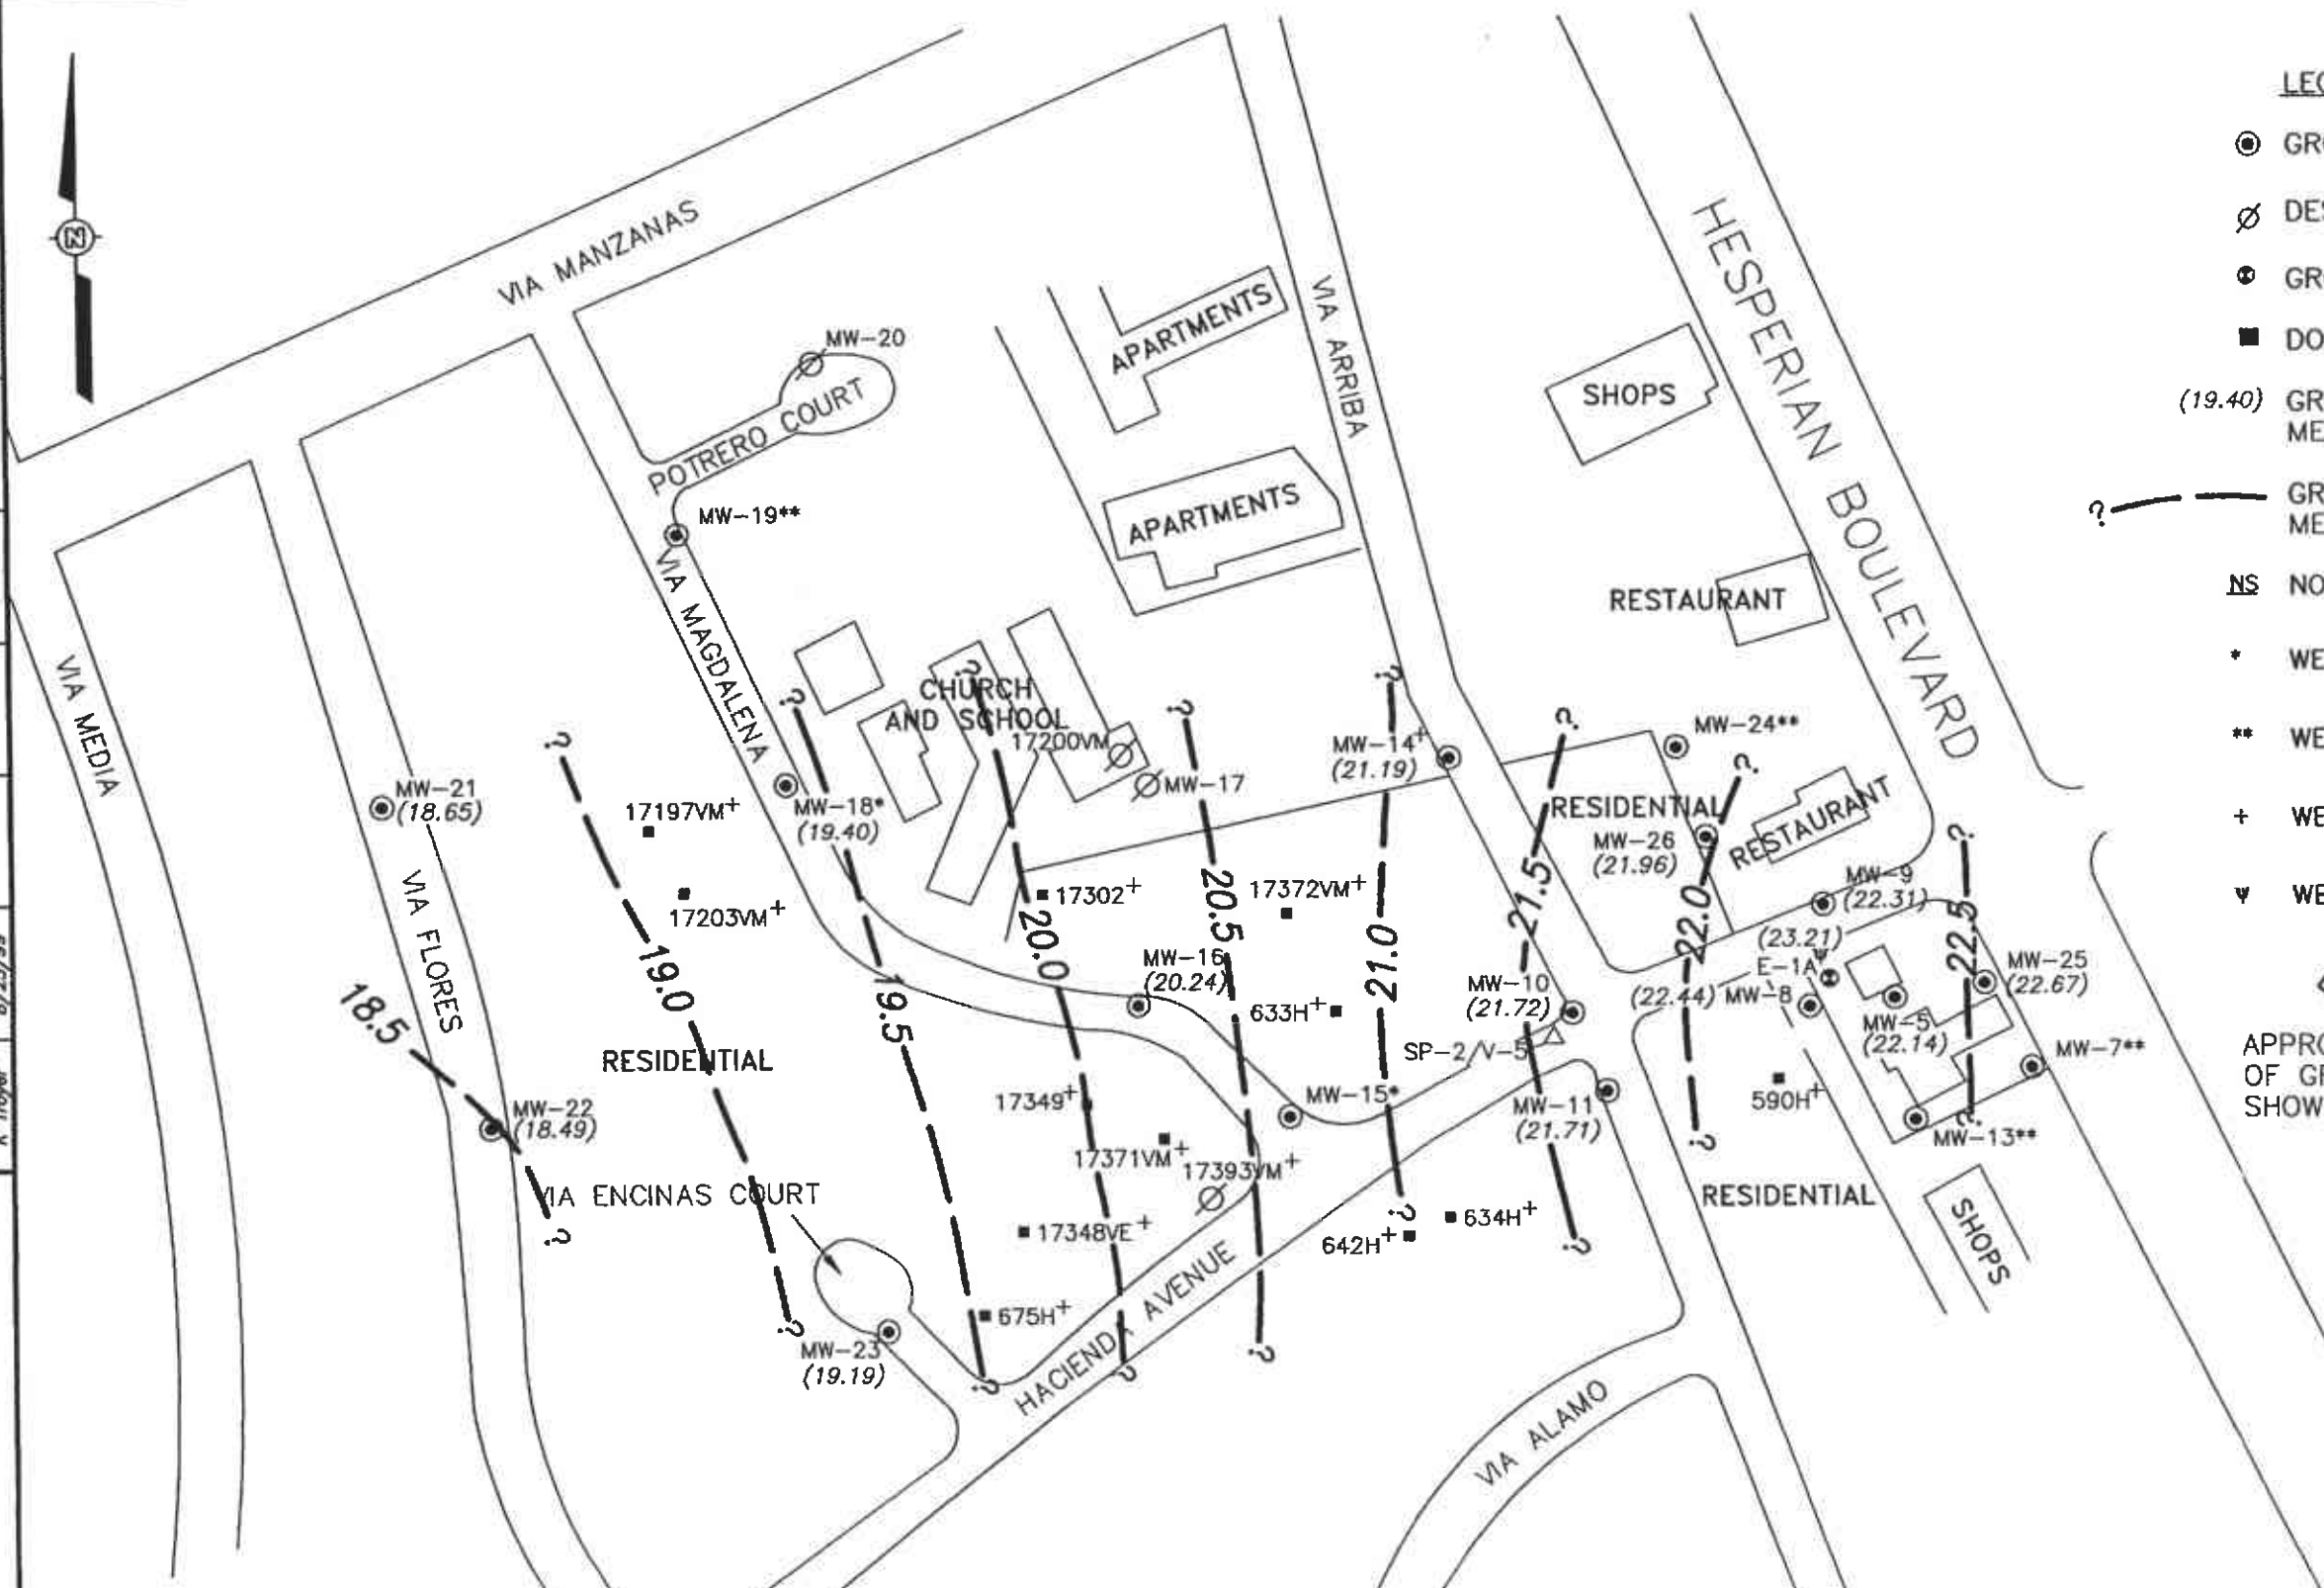 N
VIA MANZANAS
MW-20
POTRERO COURT
MW-19**
VIA MAGDALENA
APARTMENTS
APARTMENTS
VIA ARRIBA
SHOPS
HESPERIAN BOULEVARD
RESTAURANT
VIA MEDIA
MW-21
(18.65)
VIA FLORES
17197VM+
17203VM+
MW-18*
(19.40)
CHURCH
AND SCHOOL
17200VM
MW-17
MW-14+
(21.19)
MW-24**
RESIDENTIAL
MW-26
(21.96)
RESTAURANT
MW-9
(22.31)
17302+
17372VM+
MW-16
(20.24)
633H+
MW-10
(21.72)
SP-2/V-5
(23.21)
E-1A
ψ
(22.44) MW-8
MW-5
(22.14)
MW-25
(22.67)
MW-7**
MW-13**
590H+
18.5
19.0
19.5
20.0
20.5
21.0
21.5
22.0
22.5
? ? ? ? ? ? ? ?
RESIDENTIAL
MW-22
(18.49)
17349+
MW-15*
MW-11
(21.71)
17371VM+
17393VM+
VIA ENCINAS COURT
17348VE+
642H+
634H+
RESIDENTIAL
SHOPS
675H+
MW-23
(19.19)
HACIENDA AVENUE
VIA ALAMO
? ? ? ? ? ? ? ? ?
(19.40)
?
NS NO
* WE
** WE
+ WE
ψ WE
OF